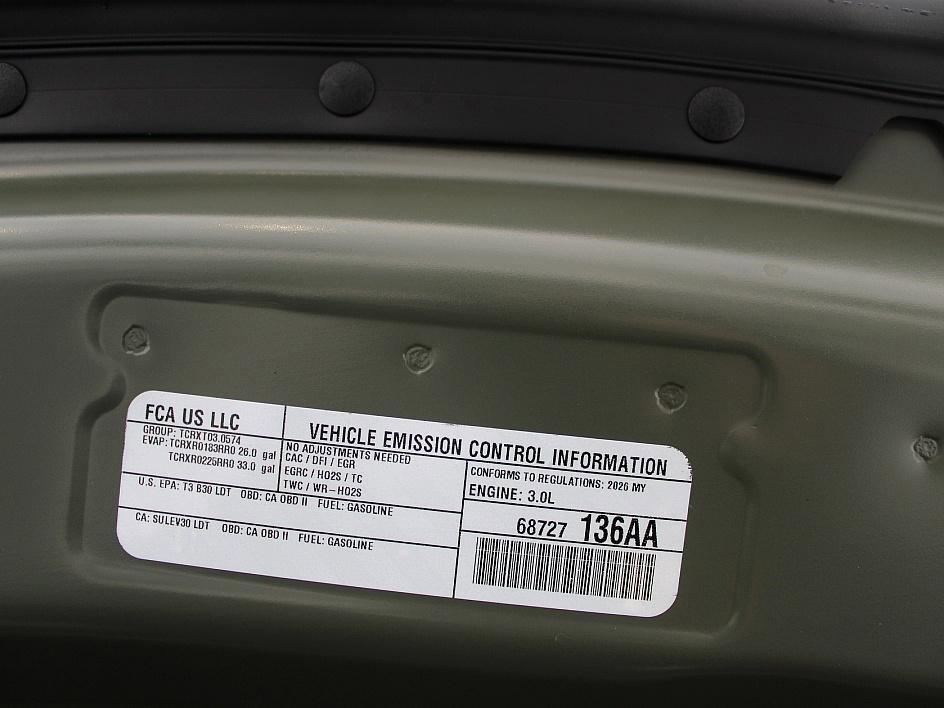 FCA US LLC
VEHICLE EMISSION CONTROL INFORMATION
GROUP: TCRXT03.0574
EVAP: TCRXR0183RR0 26.0 gal
TCRXR0225RR0 33.0 gal
NO ADJUSTMENTS NEEDED
CAC / DFI / EGR
EGRC / HO2S / TC
TWC / WR-HO2S
CONFORMS TO REGULATIONS: 2026 MY
ENGINE: 3.0L
U.S. EPA: T3 B30 LDT OBD: CA OBD II FUEL: GASOLINE
CA: SULEV30 LDT OBD: CA OBD II FUEL: GASOLINE
68727 136AA